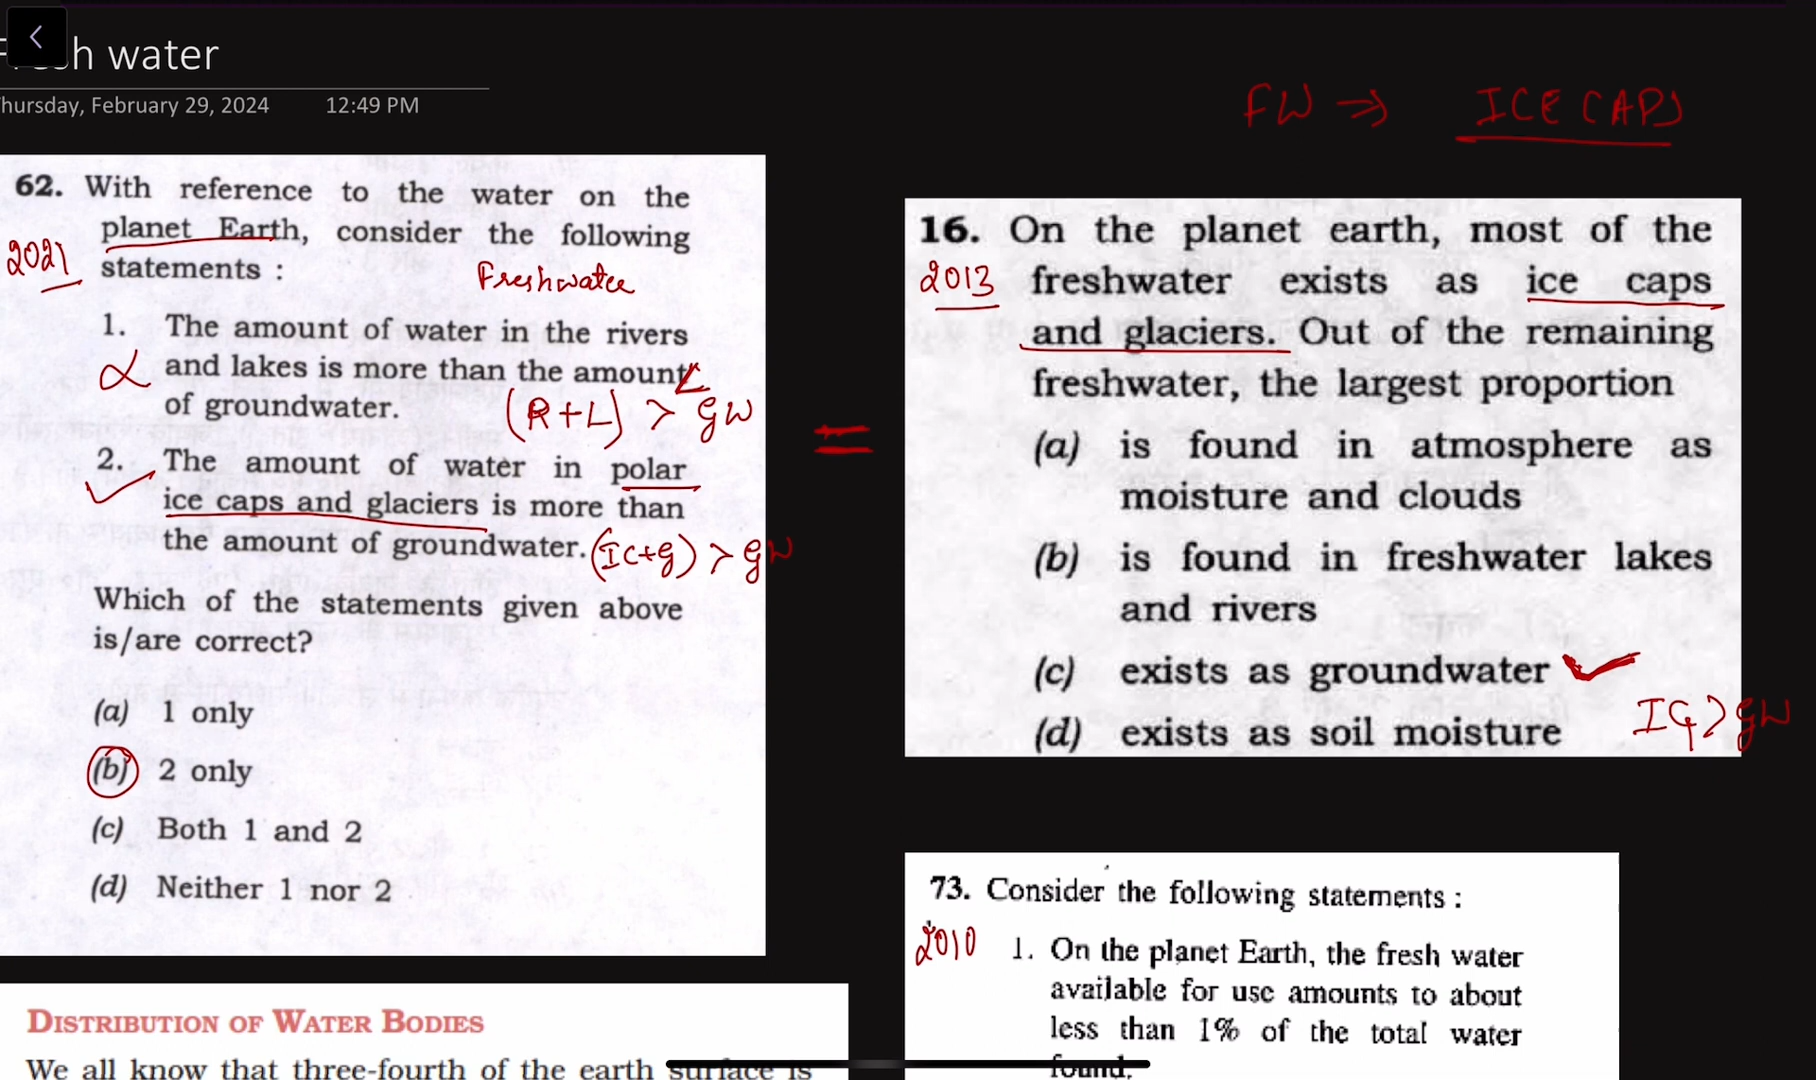 sh water
hursday, February 29, 2024 12:49 PM
FW ⇒ ICE CAPS
62. With reference to the water on the
planet Earth, consider the following
statements :
2021
Freshwater
1. The amount of water in the rivers
and lakes is more than the amount
of groundwater.
(R+L) > GW
2. The amount of water in polar
ice caps and glaciers is more than
the amount of groundwater.
(IC+G) > GW
Which of the statements given above
is/are correct?
(a) 1 only
(b) 2 only
(c) Both 1 and 2
(d) Neither 1 nor 2
=
16. On the planet earth, most of the
2013
freshwater exists as ice caps
and glaciers. Out of the remaining
freshwater, the largest proportion
(a) is found in atmosphere as
moisture and clouds
(b) is found in freshwater lakes
and rivers
(c) exists as groundwater
(d) exists as soil moisture
> GW
73. Consider the following statements :
2010
1. On the planet Earth, the fresh water
available for use amounts to about
less than 1% of the total water
found.
DISTRIBUTION OF WATER BODIES
We all know that three-fourth of the earth surface is